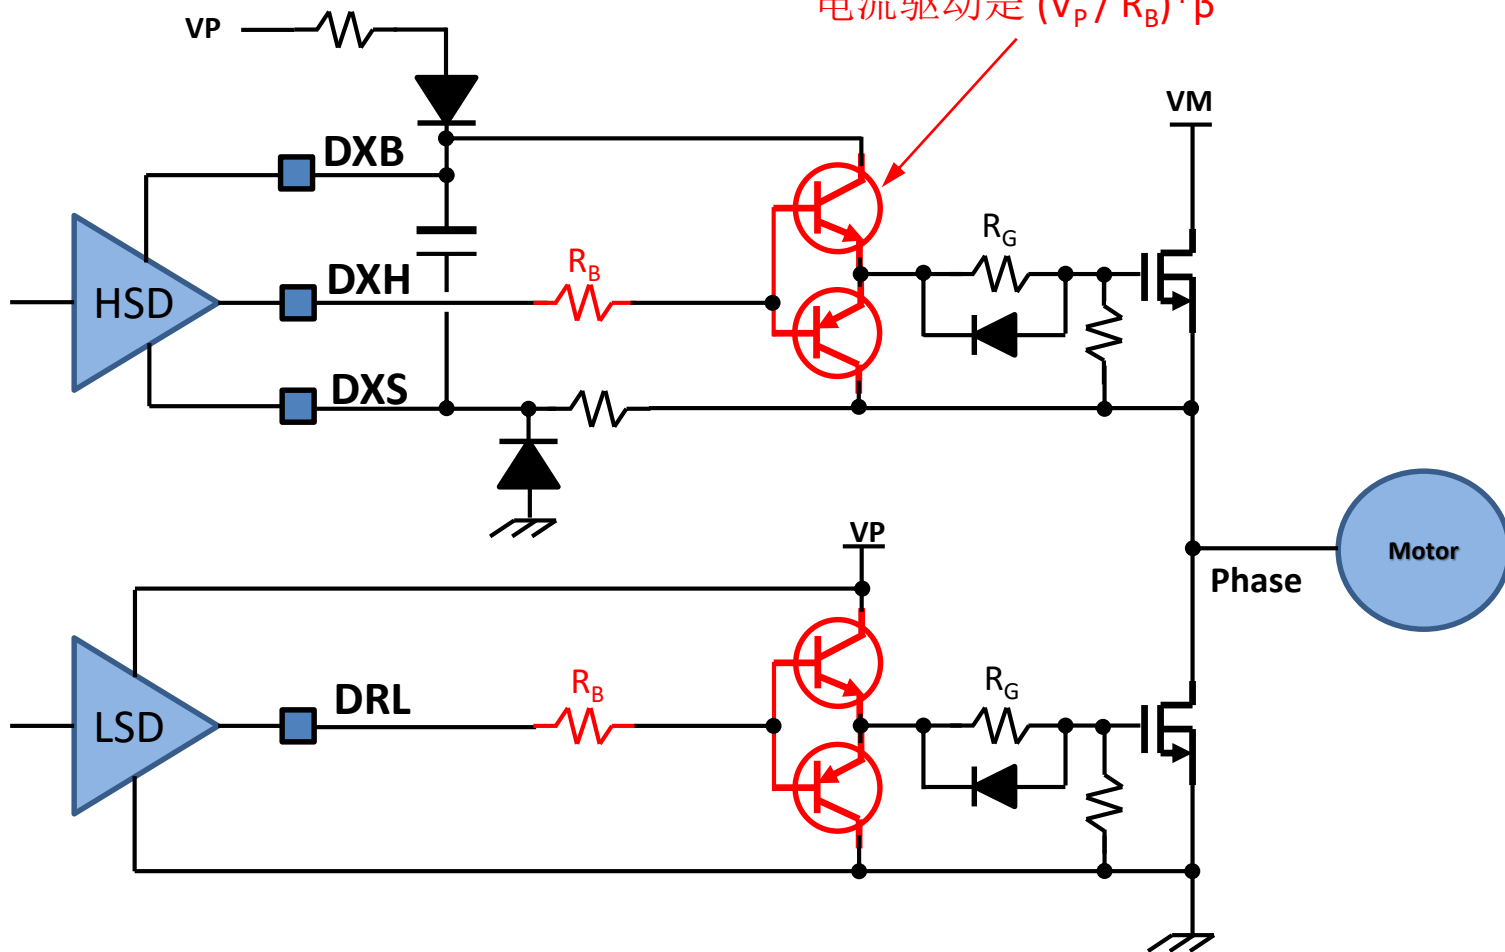 电流驱动是 (VP / RB)*β
VP
VM
DXB
RG
HSD
DXH
RB
DXS
VP
Motor
Phase
LSD
DRL
RB
RG